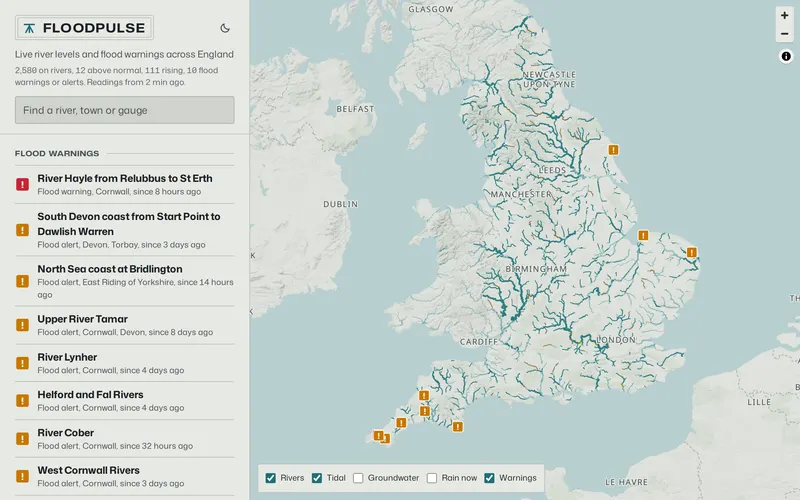 FLOODPULSE
Live river levels and flood warnings across England
2,580 on rivers, 12 above normal, 111 rising, 10 flood
warnings or alerts. Readings from 2 min ago.
Find a river, town or gauge
FLOOD WARNINGS
River Hayle from Relubbus to St Erth
Flood warning, Cornwall, since 8 hours ago
South Devon coast from Start Point to
Dawlish Warren
Flood alert, Devon, Torbay, since 3 days ago
North Sea coast at Bridlington
Flood alert, East Riding of Yorkshire, since 14 hours
ago
Upper River Tamar
Flood alert, Cornwall, Devon, since 8 days ago
River Lynher
Flood alert, Cornwall, since 4 days ago
Helford and Fal Rivers
Flood alert, Cornwall, since 4 days ago
River Cober
Flood alert, Cornwall, since 32 hours ago
West Cornwall Rivers
Flood alert, Cornwall, since 3 days ago
GLASGOW
NEWCASTLE
UPON TYNE
BELFAST
LEEDS
MANCHESTER
DUBLIN
K
BIRMINGHAM
TH
K
CARDIFF
LONDON
B
LILLE
LE HAVRE
Rivers
Tidal
Groundwater
Rain now
Warnings